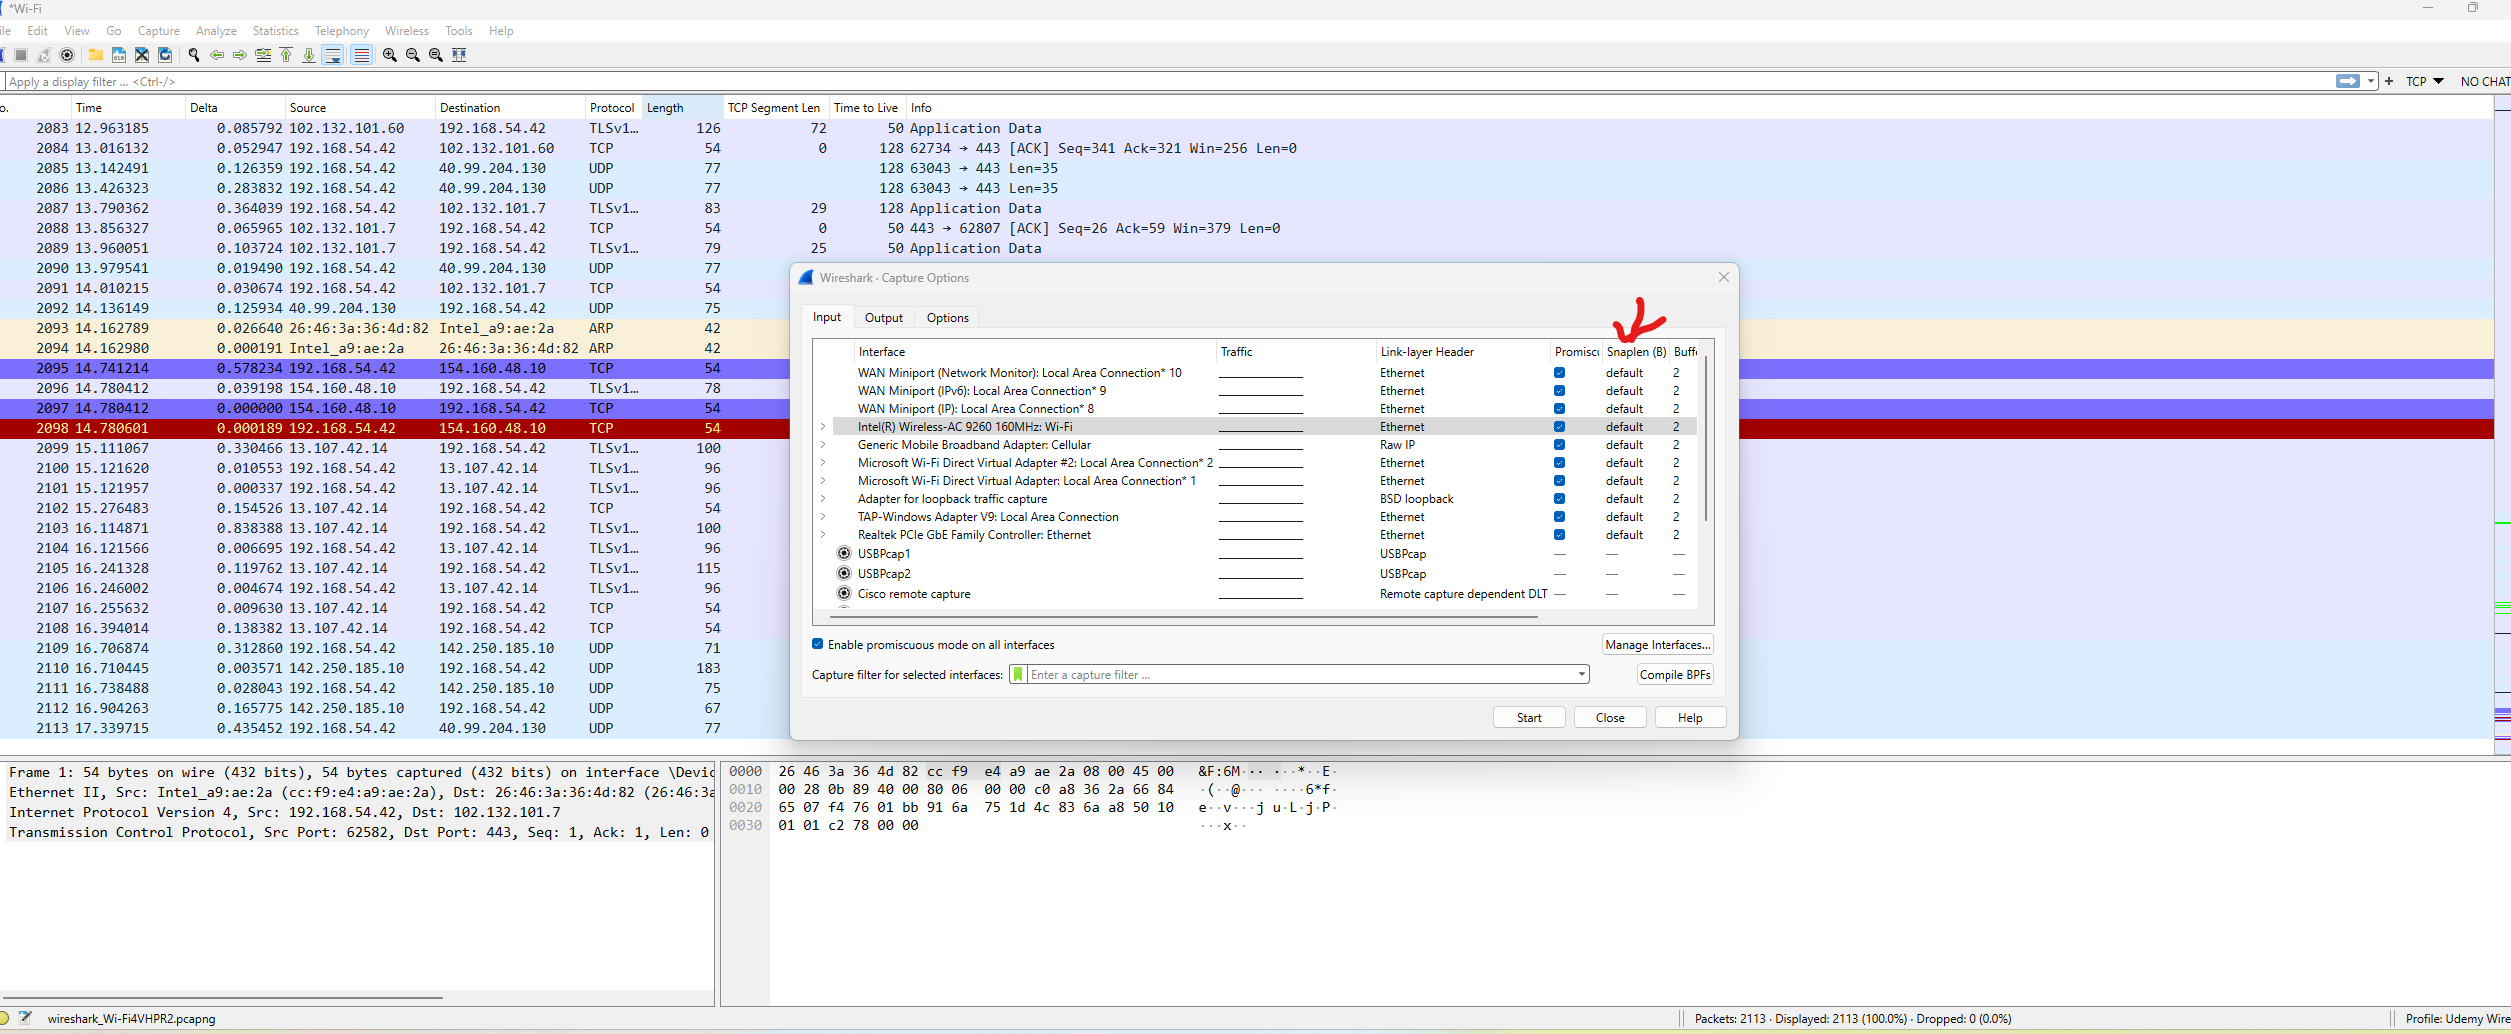 *Wi-Fi
ile Edit View Go Capture Analyze Statistics Telephony Wireless Tools Help
Apply a display filter ... <Ctrl-/> + TCP NO CHAT
o. Time Delta Source Destination Protocol Length TCP Segment Len Time to Live Info
2083 12.963185 0.085792 102.132.101.60 192.168.54.42 TLSv1… 126 72 50 Application Data
2084 13.016132 0.052947 192.168.54.42 102.132.101.60 TCP 54 0 128 62734 → 443 [ACK] Seq=341 Ack=321 Win=256 Len=0
2085 13.142491 0.126359 192.168.54.42 40.99.204.130 UDP 77 128 63043 → 443 Len=35
2086 13.426323 0.283832 192.168.54.42 40.99.204.130 UDP 77 128 63043 → 443 Len=35
2087 13.790362 0.364039 192.168.54.42 102.132.101.7 TLSv1… 83 29 128 Application Data
2088 13.856327 0.065965 102.132.101.7 192.168.54.42 TCP 54 0 50 443 → 62807 [ACK] Seq=26 Ack=59 Win=379 Len=0
2089 13.960051 0.103724 102.132.101.7 192.168.54.42 TLSv1… 79 25 50 Application Data
2090 13.979541 0.019490 192.168.54.42 40.99.204.130 UDP 77
2091 14.010215 0.030674 192.168.54.42 102.132.101.7 TCP 54
2092 14.136149 0.125934 40.99.204.130 192.168.54.42 UDP 75
2093 14.162789 0.026640 26:46:3a:36:4d:82 Intel_a9:ae:2a ARP 42
2094 14.162980 0.000191 Intel_a9:ae:2a 26:46:3a:36:4d:82 ARP 42
2095 14.741214 0.578234 192.168.54.42 154.160.48.10 TCP 54
2096 14.780412 0.039198 154.160.48.10 192.168.54.42 TLSv1… 78
2097 14.780412 0.000000 154.160.48.10 192.168.54.42 TCP 54
2098 14.780601 0.000189 192.168.54.42 154.160.48.10 TCP 54
2099 15.111067 0.330466 13.107.42.14 192.168.54.42 TLSv1… 100
2100 15.121620 0.010553 192.168.54.42 13.107.42.14 TLSv1… 96
2101 15.121957 0.000337 192.168.54.42 13.107.42.14 TLSv1… 96
2102 15.276483 0.154526 13.107.42.14 192.168.54.42 TCP 54
2103 16.114871 0.838388 13.107.42.14 192.168.54.42 TLSv1… 100
2104 16.121566 0.006695 192.168.54.42 13.107.42.14 TLSv1… 96
2105 16.241328 0.119762 13.107.42.14 192.168.54.42 TLSv1… 115
2106 16.246002 0.004674 192.168.54.42 13.107.42.14 TLSv1… 96
2107 16.255632 0.009630 13.107.42.14 192.168.54.42 TCP 54
2108 16.394014 0.138382 13.107.42.14 192.168.54.42 TCP 54
2109 16.706874 0.312860 192.168.54.42 142.250.185.10 UDP 71
2110 16.710445 0.003571 142.250.185.10 192.168.54.42 UDP 183
2111 16.738488 0.028043 192.168.54.42 142.250.185.10 UDP 75
2112 16.904263 0.165775 142.250.185.10 192.168.54.42 UDP 67
2113 17.339715 0.435452 192.168.54.42 40.99.204.130 UDP 77
Wireshark · Capture Options
Input Output Options
Interface Traffic Link-layer Header Promiscu Snaplen (B) Buffe
WAN Miniport (Network Monitor): Local Area Connection* 10 Ethernet default 2
WAN Miniport (IPv6): Local Area Connection* 9 Ethernet default 2
WAN Miniport (IP): Local Area Connection* 8 Ethernet default 2
Intel(R) Wireless-AC 9260 160MHz: Wi-Fi Ethernet default 2
Generic Mobile Broadband Adapter: Cellular Raw IP default 2
Microsoft Wi-Fi Direct Virtual Adapter #2: Local Area Connection* 2 Ethernet default 2
Microsoft Wi-Fi Direct Virtual Adapter: Local Area Connection* 1 Ethernet default 2
Adapter for loopback traffic capture BSD loopback default 2
TAP-Windows Adapter V9: Local Area Connection Ethernet default 2
Realtek PCIe GbE Family Controller: Ethernet Ethernet default 2
USBPcap1 USBPcap — — —
USBPcap2 USBPcap — — —
Cisco remote capture Remote capture dependent DLT — — —
Enable promiscuous mode on all interfaces Manage Interfaces...
Capture filter for selected interfaces: Enter a capture filter ... Compile BPFs
Start Close Help
Frame 1: 54 bytes on wire (432 bits), 54 bytes captured (432 bits) on interface \Devic
Ethernet II, Src: Intel_a9:ae:2a (cc:f9:e4:a9:ae:2a), Dst: 26:46:3a:36:4d:82 (26:46:3a
Internet Protocol Version 4, Src: 192.168.54.42, Dst: 102.132.101.7
Transmission Control Protocol, Src Port: 62582, Dst Port: 443, Seq: 1, Ack: 1, Len: 0
0000 26 46 3a 36 4d 82 cc f9 e4 a9 ae 2a 08 00 45 00 &F:6M··· ···*··E·
0010 00 28 0b 89 40 00 80 06 00 00 c0 a8 36 2a 66 84 ·(··@··· ····6*f·
0020 65 07 f4 76 01 bb 91 6a 75 1d 4c 83 6a a8 50 10 e··v···j u·L·j·P·
0030 01 01 c2 78 00 00 ···x··
wireshark_Wi-Fi4VHPR2.pcapng Packets: 2113 · Displayed: 2113 (100.0%) · Dropped: 0 (0.0%) Profile: Udemy Wire